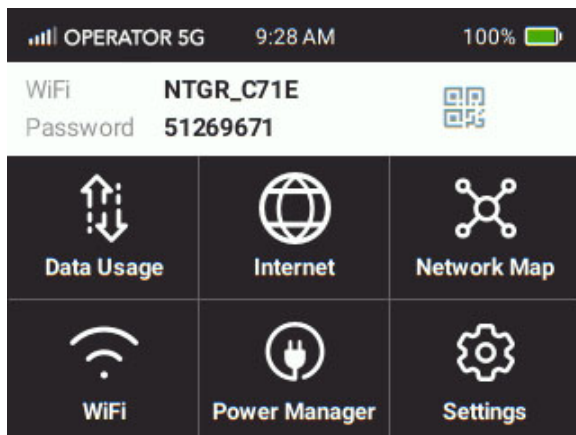 OPERATOR 5G 9:28 AM 100%
WiFi NTGR_C71E
Password 51269671
Data Usage Internet Network Map
WiFi Power Manager Settings